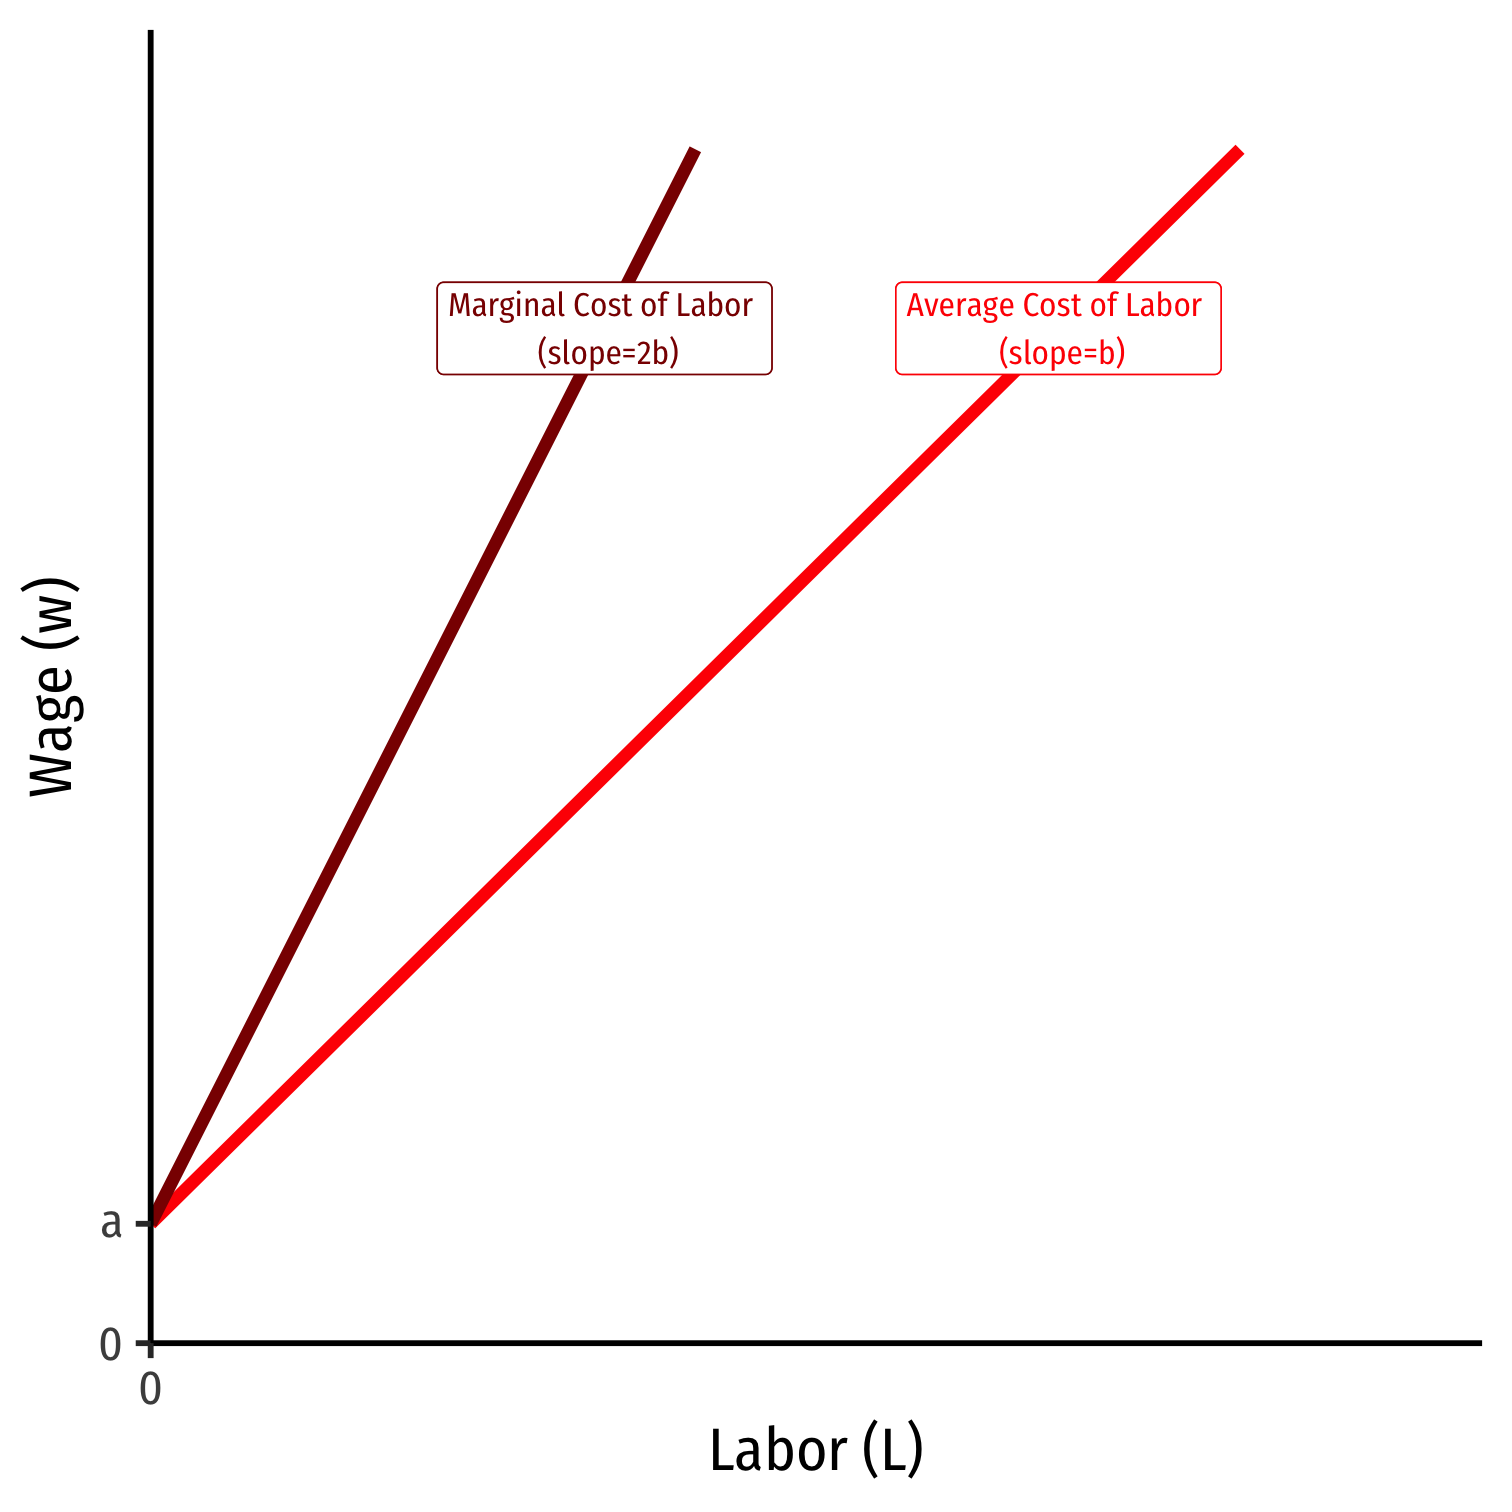 Marginal Cost of Labor
(slope=2b)
Average Cost of Labor
(slope=b)
Wage (w)
a
0
0
Labor (L)